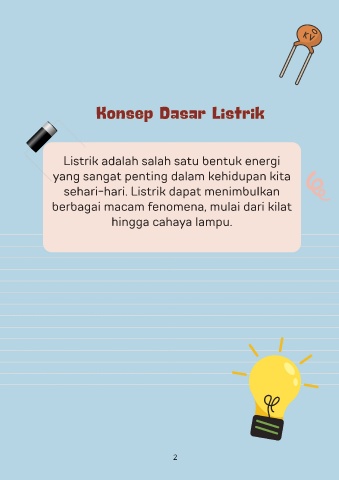 KV
Konsep Dasar Listrik
Listrik adalah salah satu bentuk energi
yang sangat penting dalam kehidupan kita
sehari-hari. Listrik dapat menimbulkan
berbagai macam fenomena, mulai dari kilat
hingga cahaya lampu.
2